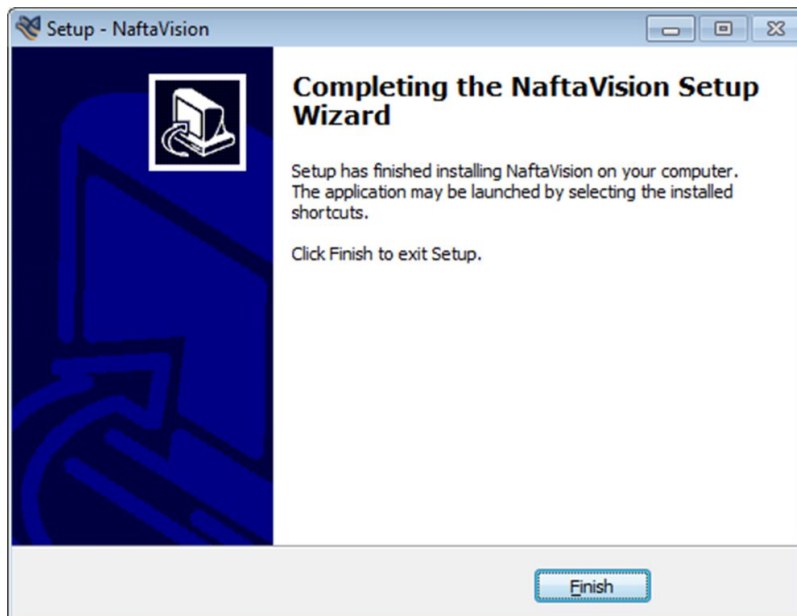 Setup - NaftaVision
Completing the NaftaVision Setup
Wizard
Setup has finished installing NaftaVision on your computer.
The application may be launched by selecting the installed
shortcuts.
Click Finish to exit Setup.
Finish